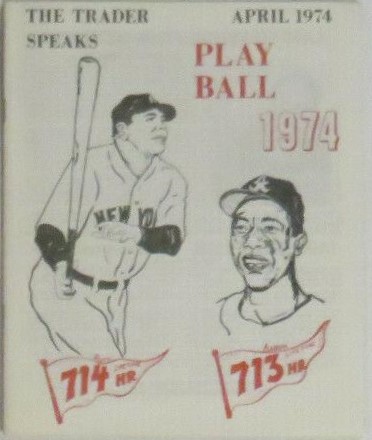 THE TRADER
SPEAKS
APRIL 1974
PLAY
BALL
1974
NEW YO
714 HR.
713 HR.